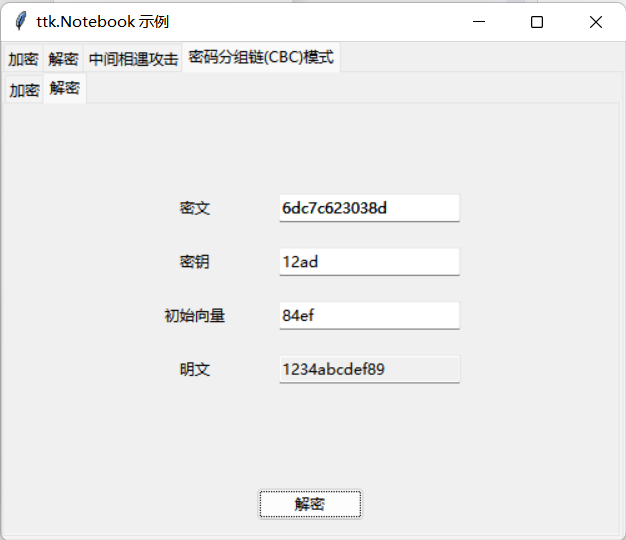 ttk.Notebook 示例
加密 解密 中间相遇攻击 密码分组链(CBC)模式
加密 解密
密文 6dc7c623038d
密钥 12ad
初始向量 84ef
明文 1234abcdef89
解密